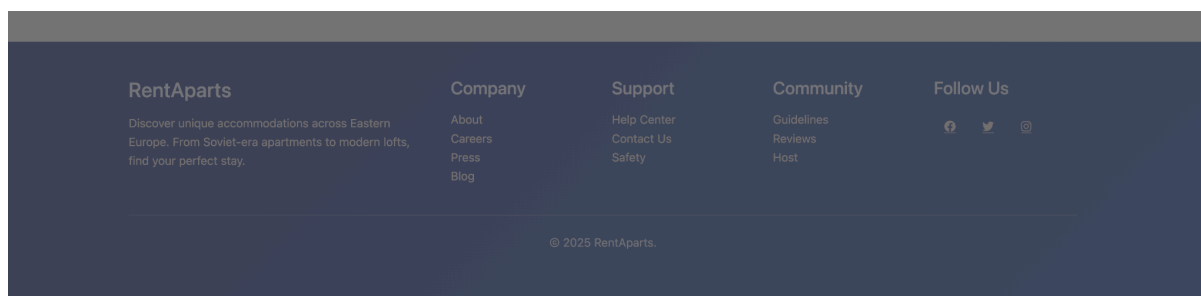 RentAparts
Discover unique accommodations across Eastern
Europe. From Soviet-era apartments to modern lofts,
find your perfect stay.
Company
About
Careers
Press
Blog
Support
Help Center
Contact Us
Safety
Community
Guidelines
Reviews
Host
Follow Us
© 2025 RentAparts.